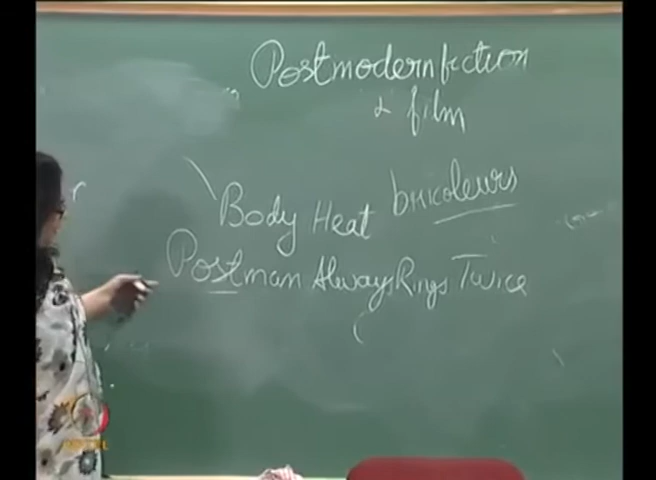 Postmodern fiction
& film
Body Heat bricoleurs
Postman Always Rings Twice